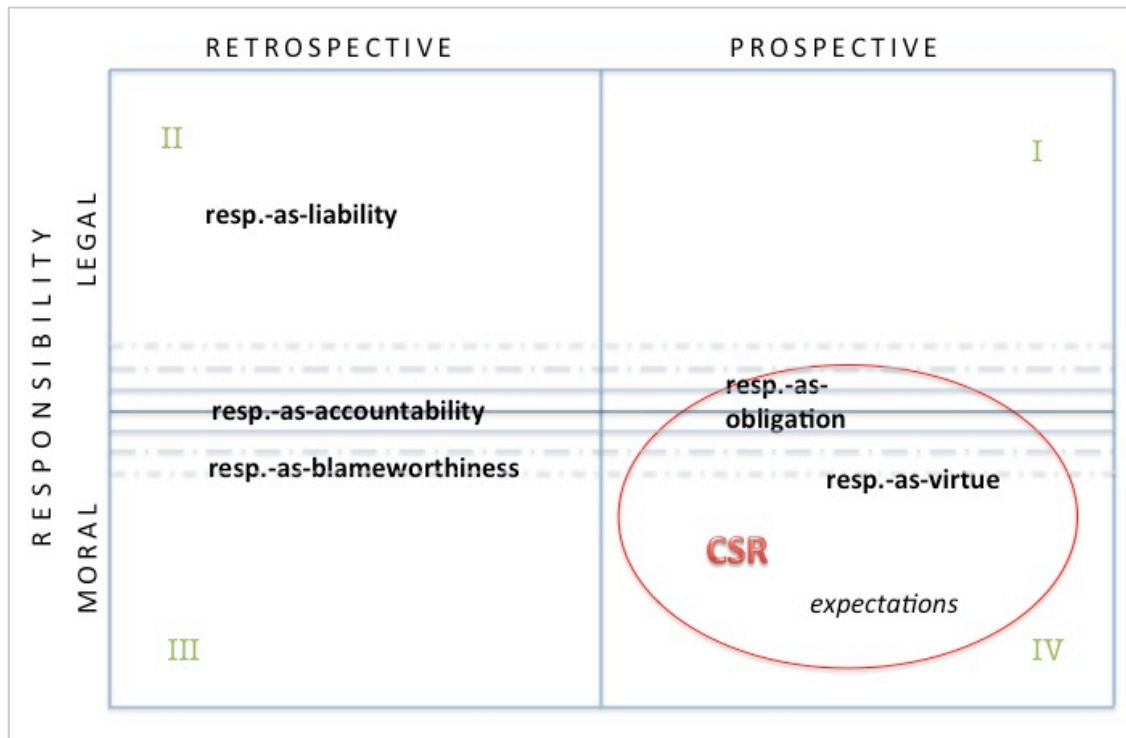 RETROSPECTIVE
PROSPECTIVE
RESPONSIBILITY
LEGAL
MORAL
II
I
resp.-as-liability
resp.-as-
obligation
resp.-as-accountability
resp.-as-blameworthiness
resp.-as-virtue
CSR
expectations
III
IV